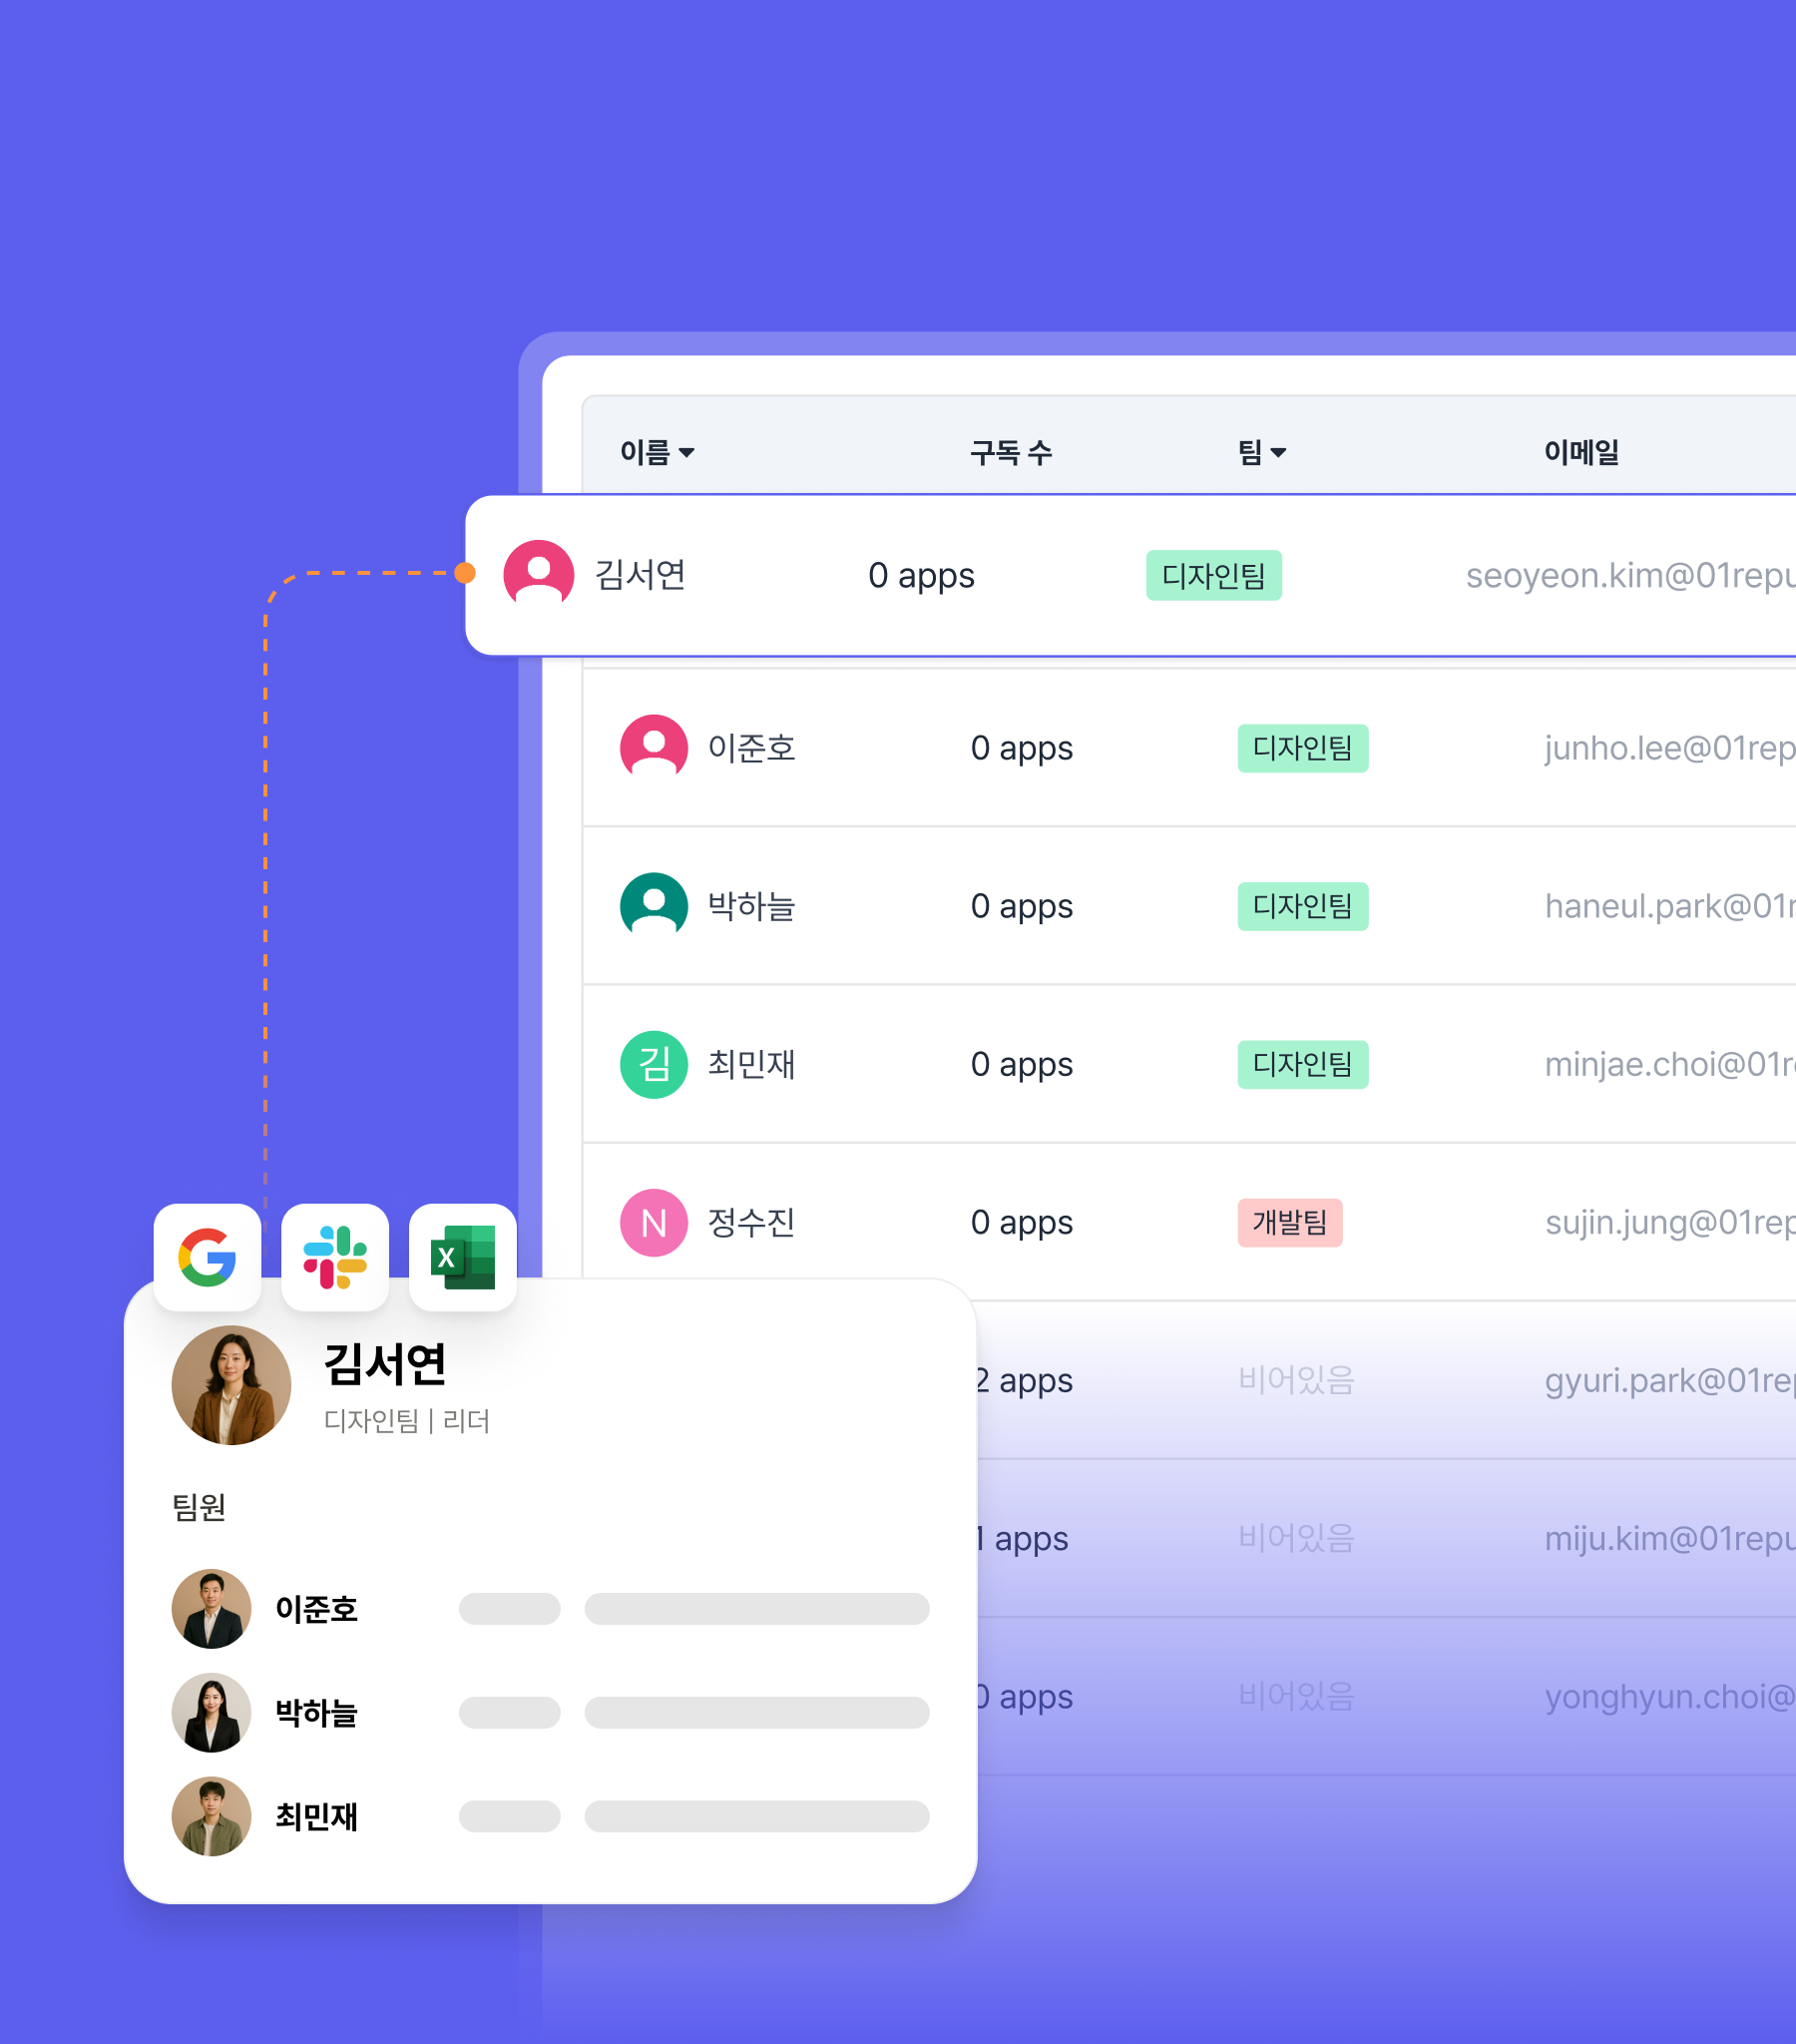 이름 구독 수 팀 이메일
김서연 0 apps 디자인팀 seoyeon.kim@01repu
이준호 0 apps 디자인팀 junho.lee@01rep
박하늘 0 apps 디자인팀 haneul.park@01r
김 최민재 0 apps 디자인팀 minjae.choi@01re
N 정수진 0 apps 개발팀 sujin.jung@01rep
2 apps 비어있음 gyuri.park@01rep
1 apps 비어있음 miju.kim@01repu
0 apps 비어있음 yonghyun.choi@
X
김서연
디자인팀 | 리더
팀원
이준호
박하늘
최민재